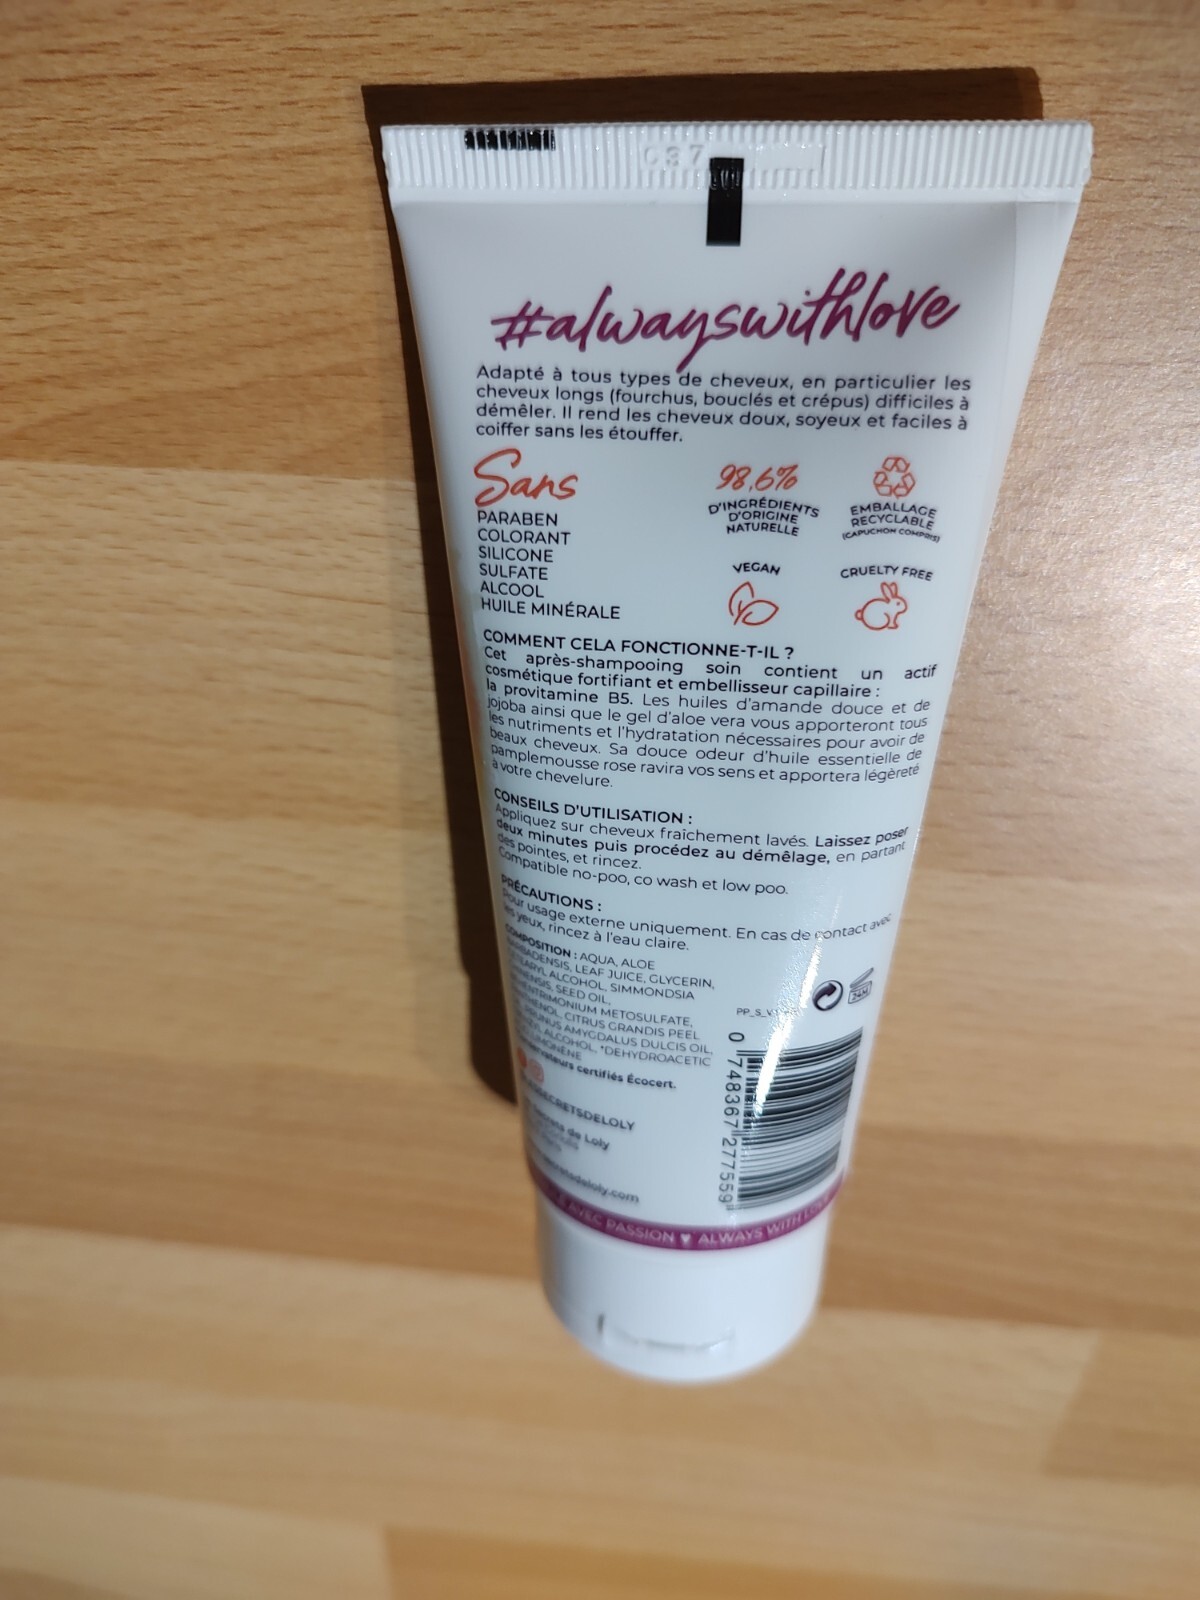 C37
#alwayswithlove
Adapté à tous types de cheveux, en particulier les
cheveux longs (fourchus, bouclés et crépus) difficiles à
démêler. Il rend les cheveux doux, soyeux et faciles à
coiffer sans les étouffer.
Sans
PARABEN
COLORANT
SILICONE
SULFATE
ALCOOL
HUILE MINÉRALE
98,6%
D'INGRÉDIENTS
D'ORIGINE
NATURELLE
EMBALLAGE
RECYCLABLE
(CAPUCHON COMPRIS)
VEGAN
CRUELTY FREE
COMMENT CELA FONCTIONNE-T-IL ?
Cet après-shampooing soin contient un actif
cosmétique fortifiant et embellisseur capillaire :
la provitamine B5. Les huiles d'amande douce et de
jojoba ainsi que le gel d'aloe vera vous apporteront tous
les nutriments et l'hydratation nécessaires pour avoir de
beaux cheveux. Sa douce odeur d'huile essentielle de
pamplemousse rose ravira vos sens et apportera légèreté
à votre chevelure.
CONSEILS D'UTILISATION :
Appliquez sur cheveux fraîchement lavés. Laissez poser
deux minutes puis procédez au démêlage, en partant
des pointes, et rincez.
Compatible no-poo, co wash et low poo.
PRÉCAUTIONS :
Pour usage externe uniquement. En cas de contact avec
les yeux, rincez à l'eau claire.
COMPOSITION : AQUA, ALOE
LEAF JUICE, GLYCERIN,
ALCOHOL, SIMMONDSIA
SEED OIL,
METOSULFATE,
CITRUS GRANDIS PEEL
PRUNUS AMYGDALUS DULCIS OIL,
ALCOHOL, *DEHYDROACETIC
certifiés Écocert.
24M
0 748367 277559
de Loly
AVEC PASSION ♥ ALWAYS WITH